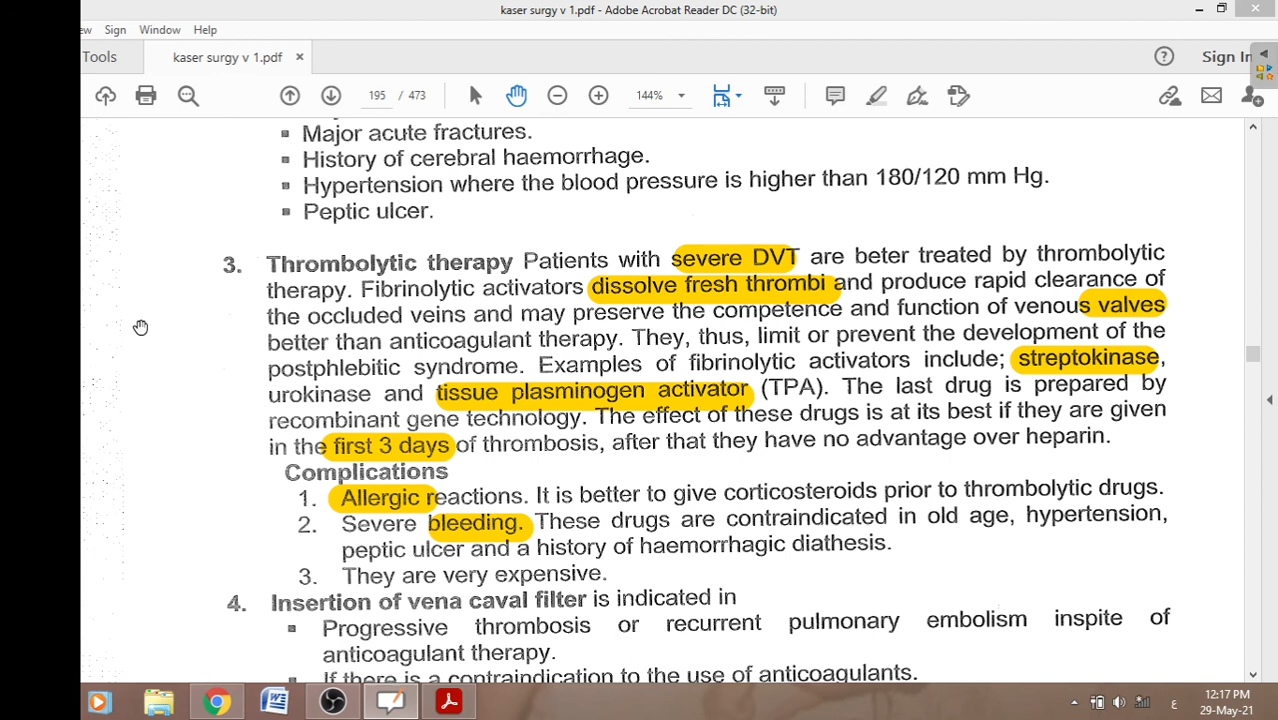 kaser surgy v 1.pdf - Adobe Acrobat Reader DC (32-bit)
ew Sign Window Help
Tools kaser surgy v 1.pdf × Sign In
195 / 473 144%
Major acute fractures.
History of cerebral haemorrhage.
Hypertension where the blood pressure is higher than 180/120 mm Hg.
Peptic ulcer.
3. Thrombolytic therapy Patients with severe DVT are beter treated by thrombolytic
therapy. Fibrinolytic activators dissolve fresh thrombi and produce rapid clearance of
the occluded veins and may preserve the competence and function of venous valves
better than anticoagulant therapy. They, thus, limit or prevent the development of the
postphlebitic syndrome. Examples of fibrinolytic activators include; streptokinase,
urokinase and tissue plasminogen activator (TPA). The last drug is prepared by
recombinant gene technology. The effect of these drugs is at its best if they are given
in the first 3 days of thrombosis, after that they have no advantage over heparin.
Complications
1. Allergic reactions. It is better to give corticosteroids prior to thrombolytic drugs.
2. Severe bleeding. These drugs are contraindicated in old age, hypertension,
peptic ulcer and a history of haemorrhagic diathesis.
3. They are very expensive.
4. Insertion of vena caval filter is indicated in
Progressive thrombosis or recurrent pulmonary embolism inspite of
anticoagulant therapy.
If there is a contraindication to the use of anticoagulants.
ع 12:17 PM
29-May-21